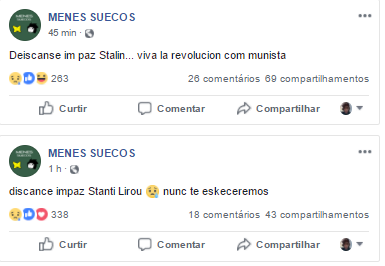 MENES SUECOS
45 min ·
Deiscanse im paz Stalin... viva la revolucion com munista
263
26 comentários 69 compartilhamentos
Curtir Comentar Compartilhar
MENES SUECOS
1 h ·
discance impaz Stanti Lirou 😢 nunc te eskeceremos
338
18 comentários 43 compartilhamentos
Curtir Comentar Compartilhar